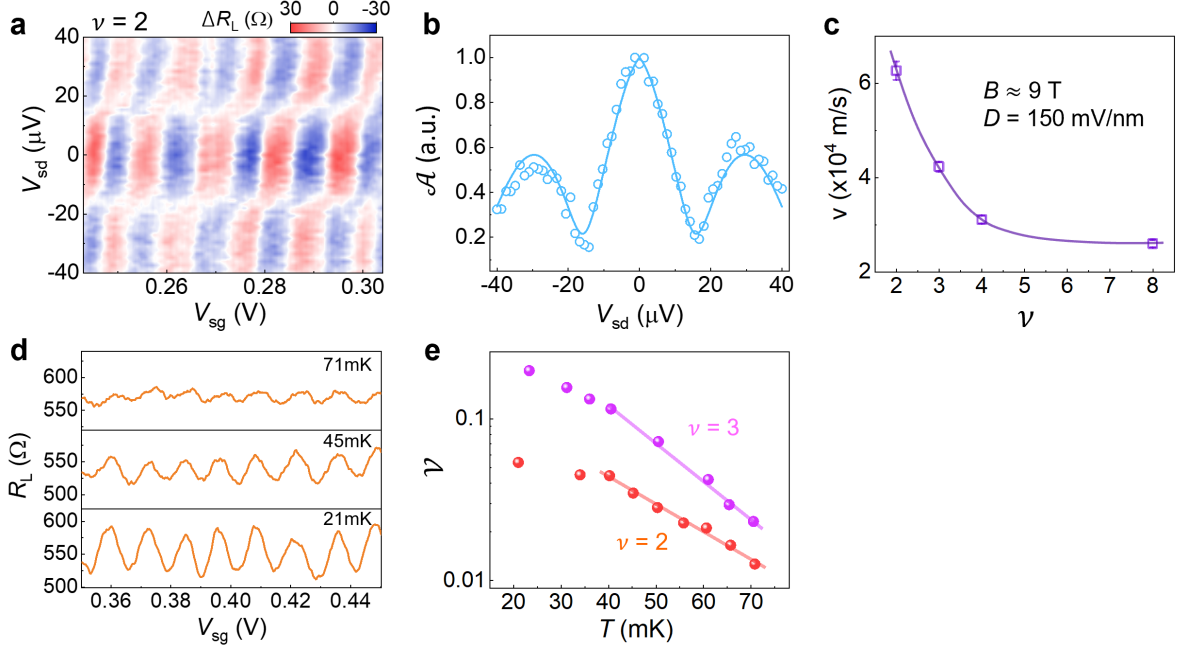 a
ν = 2
ΔR_L (Ω)
30
0
-30
40
20
0
-20
-40
V_sd (μV)
0.26
0.28
0.30
V_sg (V)
b
1.0
0.8
0.6
0.4
0.2
𝒜 (a.u.)
-40
-20
0
20
40
V_sd (μV)
c
6
4
2
v (x10⁴ m/s)
B ≈ 9 T
D = 150 mV/nm
2
3
4
5
6
7
8
ν
d
71mK
600
550
45mK
550
500
21mK
600
550
500
R_L (Ω)
0.36
0.38
0.40
0.42
0.44
V_sg (V)
e
0.1
0.01
𝒱
ν = 3
ν = 2
20
30
40
50
60
70
T (mK)